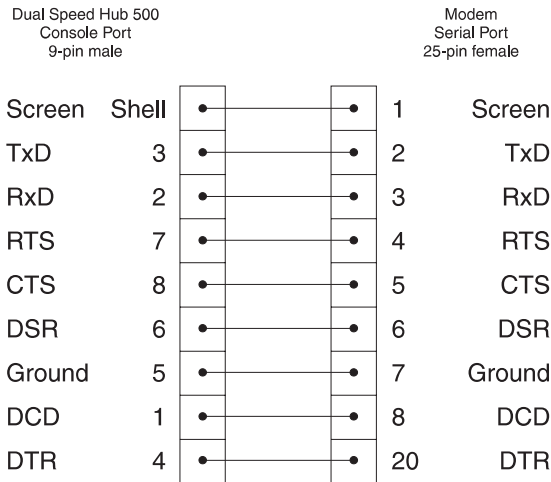 Dual Speed Hub 500
Console Port
9-pin male
Modem
Serial Port
25-pin female
Screen Shell 1 Screen
TxD 3 2 TxD
RxD 2 3 RxD
RTS 7 4 RTS
CTS 8 5 CTS
DSR 6 6 DSR
Ground 5 7 Ground
DCD 1 8 DCD
DTR 4 20 DTR